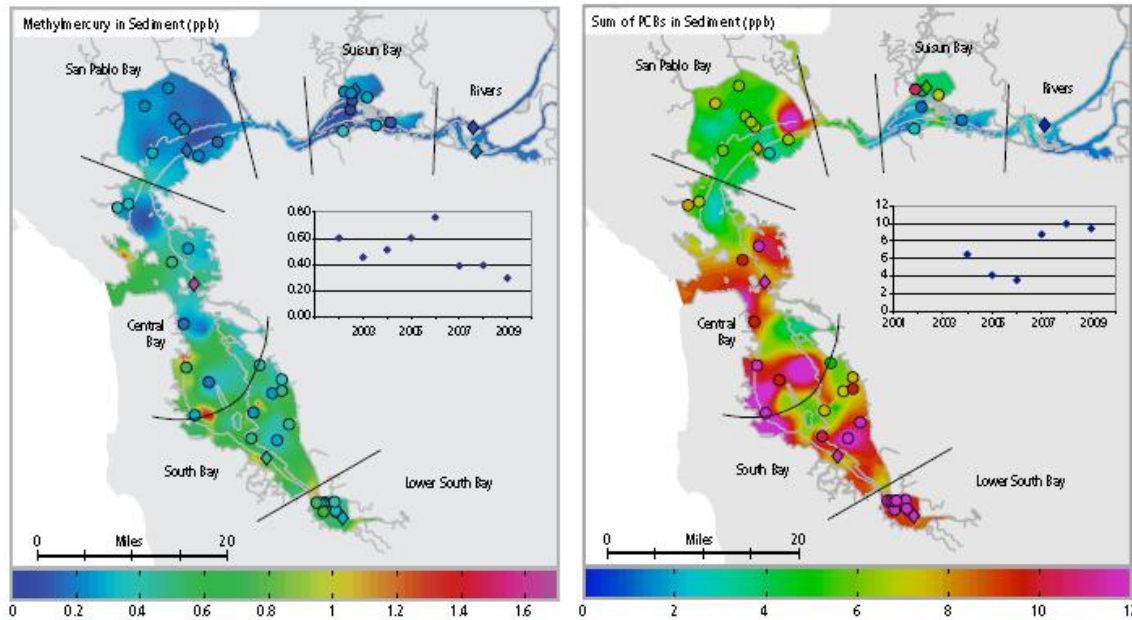 Methylmercury in Sediment (ppb)
San Pablo Bay
Suisun Bay
Rivers
0.60
0.60
0.40
0.20
0.00
2003
2005
2007
2009
Central
Bay
South Bay
Lower South Bay
0 Miles 20
0 0.2 0.4 0.6 0.8 1 1.2 1.4 1.6
Sum of PCBs in Sediment (ppb)
San Pablo Bay
Suisun Bay
Rivers
12
10
8
6
4
2
0
2001 2003 2005 2007 2009
Central
Bay
South Bay
Lower South Bay
0 Miles 20
0 2 4 6 8 10 12